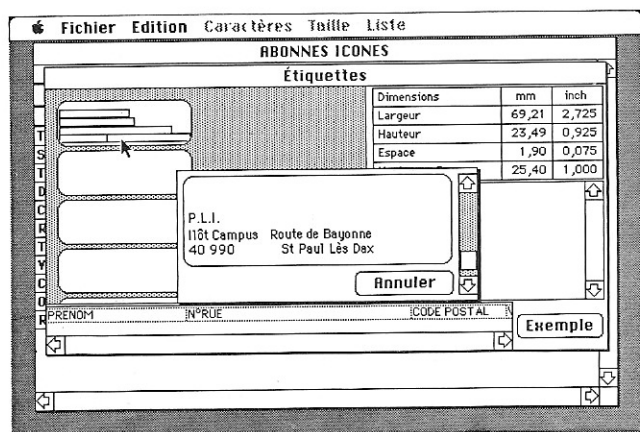 Fichier Edition Caractères Taille Liste
ABONNES ICONES
Étiquettes
Dimensions mm inch
Largeur 69,21 2,725
Hauteur 23,49 0,925
Espace 1,90 0,075
25,40 1,000
T
S
T
D
C
R
T
Y
C
O
R
P.L.I.
Ilôt Campus Route de Bayonne
40 990 St Paul Lès Dax
Annuler
PRENOM N°RUE CODE POSTAL
Exemple